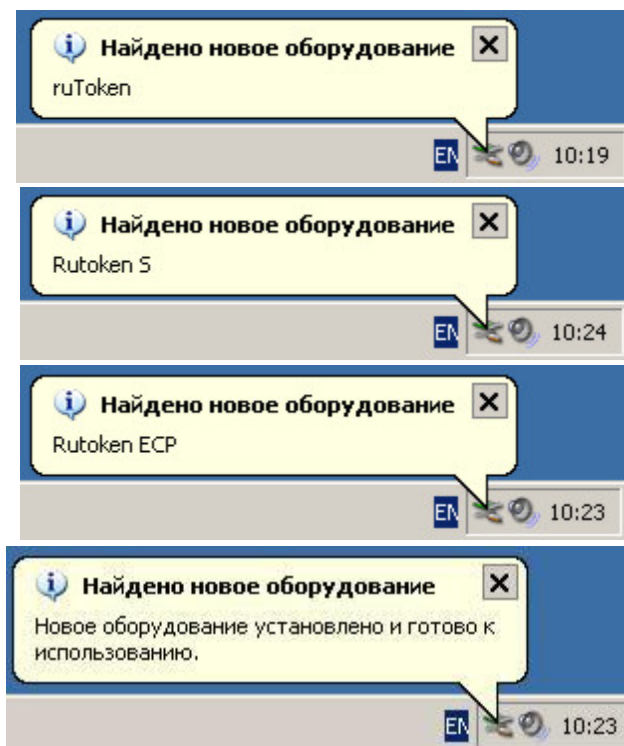 Найдено новое оборудование
ruToken
EN 10:19
Найдено новое оборудование
Rutoken S
EN 10:24
Найдено новое оборудование
Rutoken ECP
EN 10:23
Найдено новое оборудование
Новое оборудование установлено и готово к
использованию.
EN 10:23